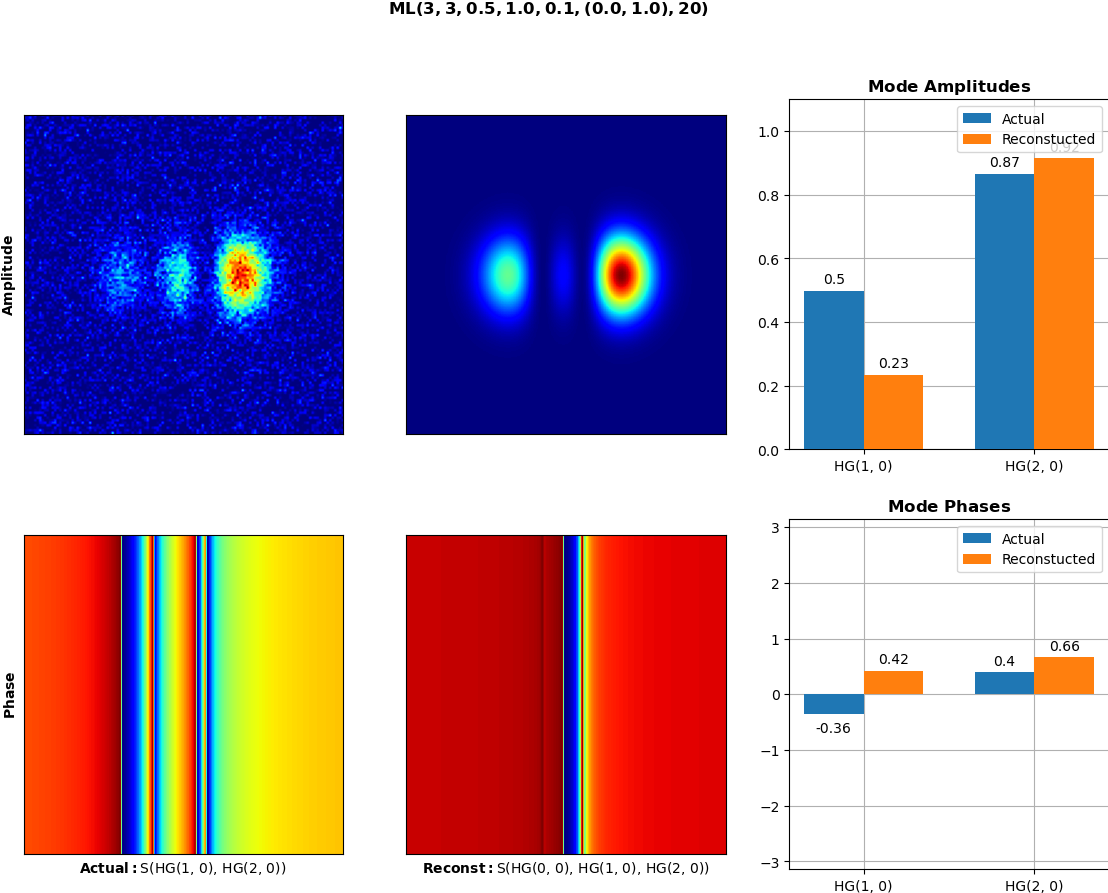 ML(3, 3, 0.5, 1.0, 0.1, (0.0, 1.0), 20)
Amplitude
Mode Amplitudes
Actual
Reconstucted
1.0
0.8
0.6
0.4
0.2
0.0
0.5
0.23
0.87
0.92
HG(1, 0)
HG(2, 0)
Phase
Actual: S(HG(1, 0), HG(2, 0))
Reconst: S(HG(0, 0), HG(1, 0), HG(2, 0))
Mode Phases
Actual
Reconstucted
3
2
1
0
−1
−2
−3
-0.36
0.42
0.4
0.66
HG(1, 0)
HG(2, 0)